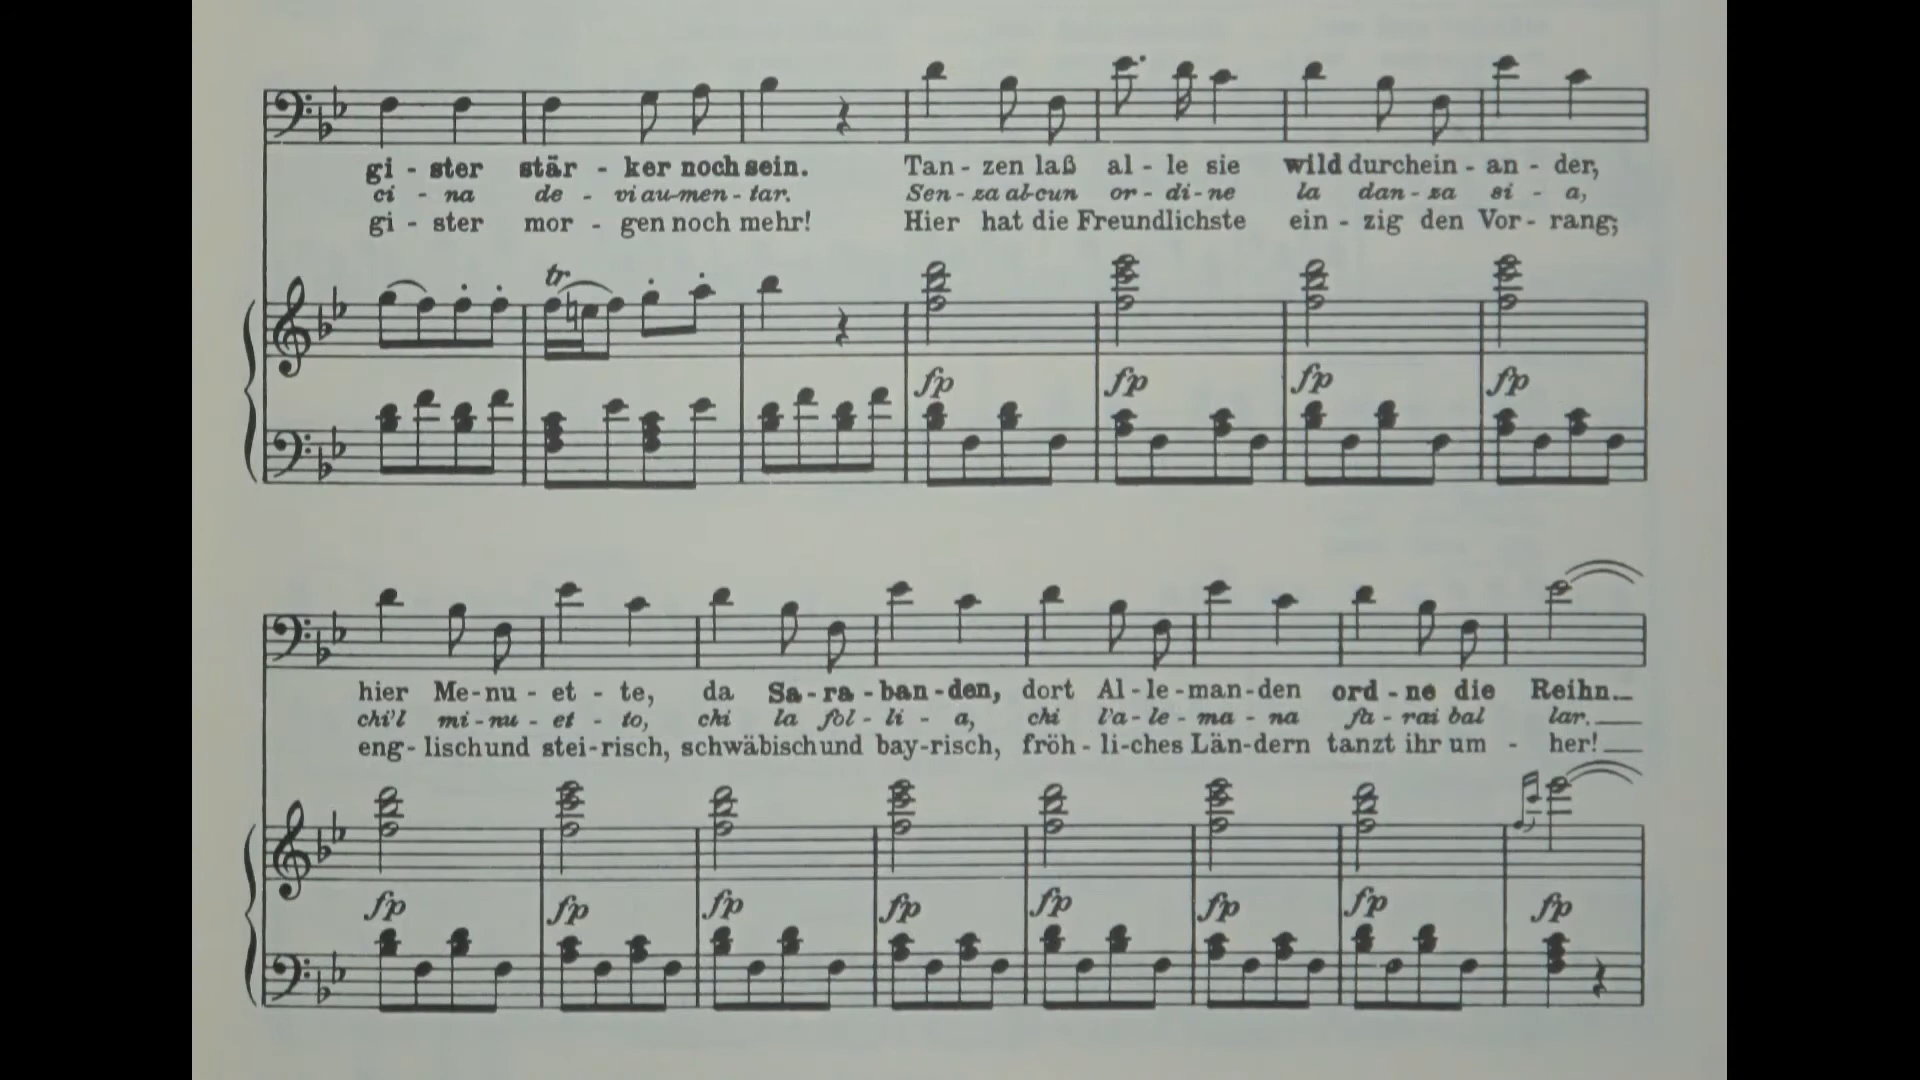 gi - ster stär - ker noch sein. Tan - zen laß al - le sie wild durchein - an - der,
ci - na de - vi au-men - tar. Sen - za al-cun or - di - ne la dan - za si - a,
gi - ster mor - gen noch mehr! Hier hat die Freundlichste ein - zig den Vor - rang;
tr
fp fp fp fp
hier Me - nu - et - te, da Sa - ra - ban - den, dort Al - le - man - den ord - ne die Reihn.
chi'l mi - nu - et - to, chi la fol - li - a, chi l'a - le - ma - na fa - rai bal lar.
eng - lisch und stei - risch, schwäbisch und bay - risch, fröh - li - ches Län - dern tanzt ihr um - her!
fp fp fp fp fp fp fp fp